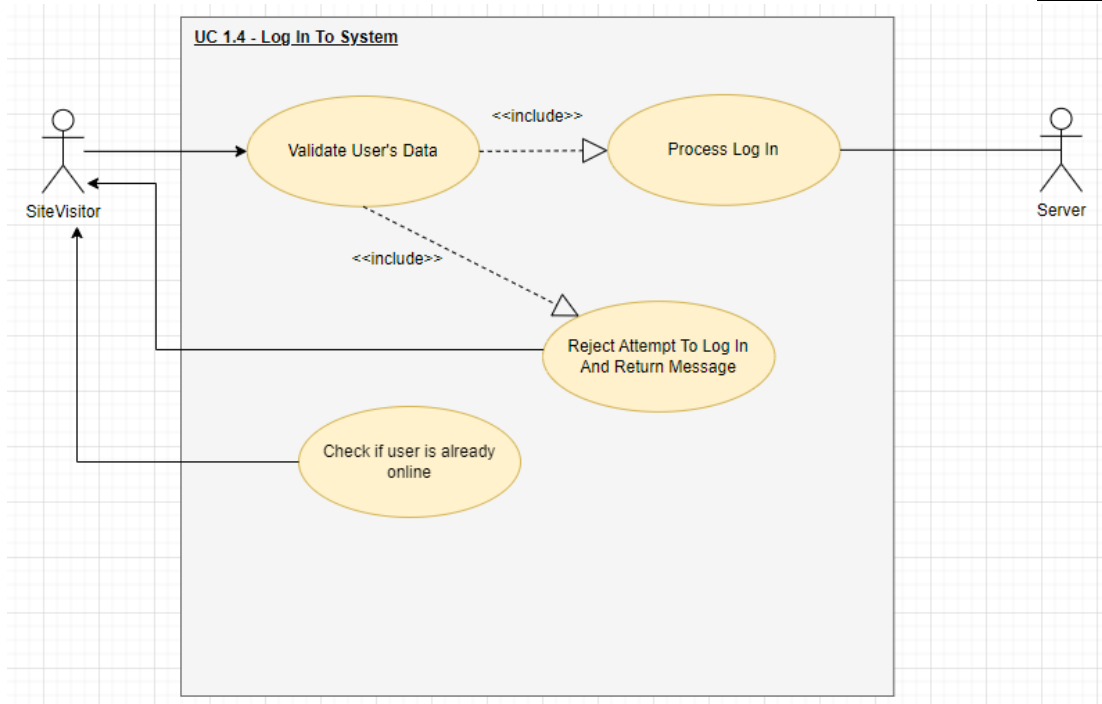 UC 1.4 - Log In To System
<<include>>
Validate User's Data
Process Log In
SiteVisitor
Server
<<include>>
Reject Attempt To Log In
And Return Message
Check if user is already
online